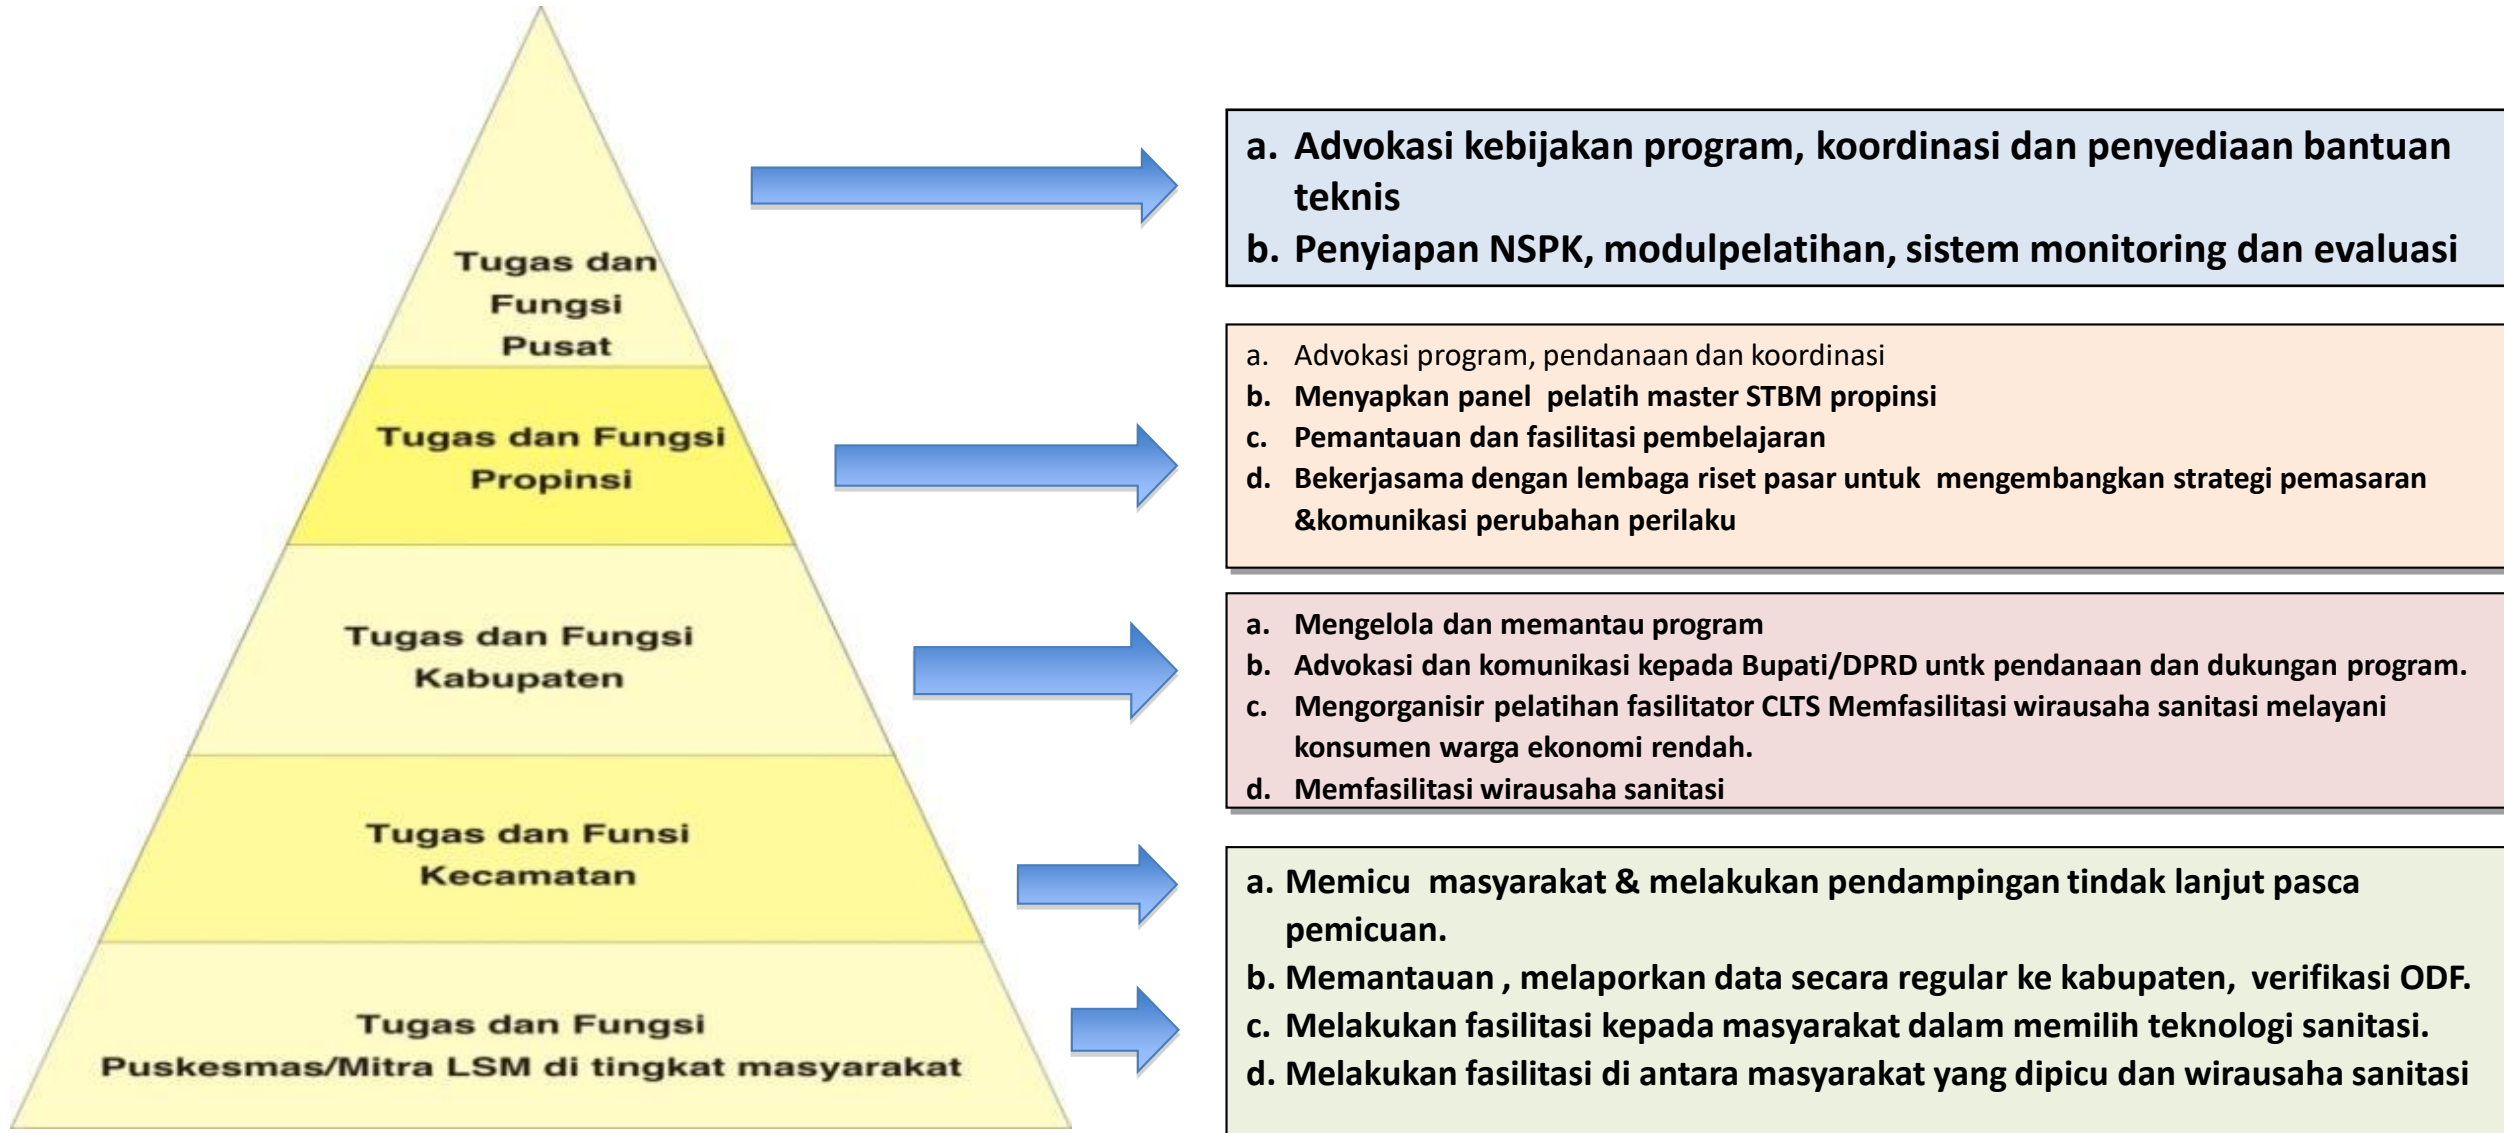 Tugas dan
Fungsi
Pusat
a. Advokasi kebijakan program, koordinasi dan penyediaan bantuan
teknis
b. Penyiapan NSPK, modulpelatihan, sistem monitoring dan evaluasi
Tugas dan Fungsi
Propinsi
a. Advokasi program, pendanaan dan koordinasi
b. Menyapkan panel pelatih master STBM propinsi
c. Pemantauan dan fasilitasi pembelajaran
d. Bekerjasama dengan lembaga riset pasar untuk mengembangkan strategi pemasaran
&komunikasi perubahan perilaku
Tugas dan Fungsi
Kabupaten
a. Mengelola dan memantau program
b. Advokasi dan komunikasi kepada Bupati/DPRD untk pendanaan dan dukungan program.
c. Mengorganisir pelatihan fasilitator CLTS Memfasilitasi wirausaha sanitasi melayani
konsumen warga ekonomi rendah.
d. Memfasilitasi wirausaha sanitasi
Tugas dan Funsi
Kecamatan
Tugas dan Fungsi
Puskesmas/Mitra LSM di tingkat masyarakat
a. Memicu masyarakat & melakukan pendampingan tindak lanjut pasca
pemicuan.
b. Memantauan , melaporkan data secara regular ke kabupaten, verifikasi ODF.
c. Melakukan fasilitasi kepada masyarakat dalam memilih teknologi sanitasi.
d. Melakukan fasilitasi di antara masyarakat yang dipicu dan wirausaha sanitasi